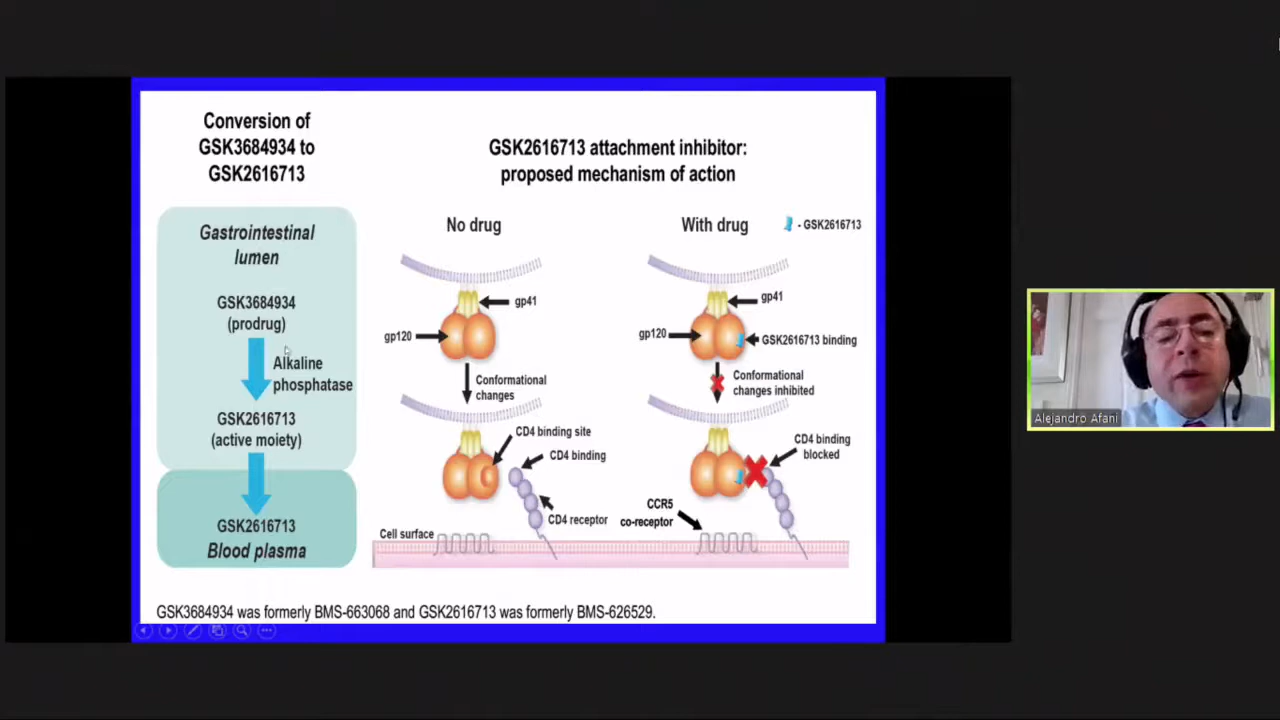 Conversion of
GSK3684934 to
GSK2616713
Gastrointestinal
lumen
GSK3684934
(prodrug)
Alkaline
phosphatase
GSK2616713
(active moiety)
GSK2616713
Blood plasma
GSK2616713 attachment inhibitor:
proposed mechanism of action
No drug
gp41
gp120
Conformational
changes
CD4 binding site
CD4 binding
CD4 receptor
Cell surface
With drug
- GSK2616713
gp41
gp120
GSK2616713 binding
Conformational
changes inhibited
CD4 binding
blocked
CCR5
co-receptor
GSK3684934 was formerly BMS-663068 and GSK2616713 was formerly BMS-626529.
Alejandro Afani